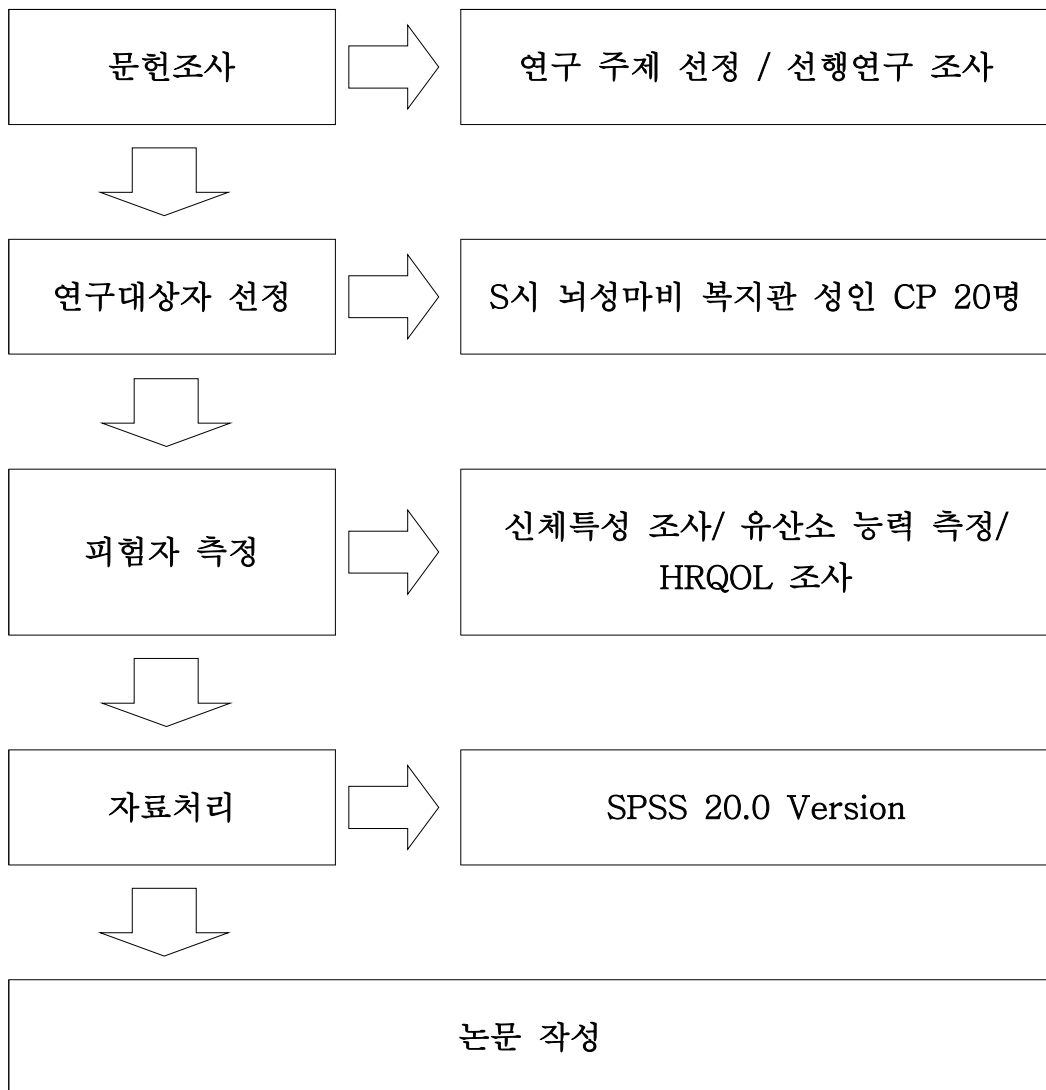 문헌조사
연구 주제 선정 / 선행연구 조사
연구대상자 선정
S시 뇌성마비 복지관 성인 CP 20명
피험자 측정
신체특성 조사/ 유산소 능력 측정/
HRQOL 조사
자료처리
SPSS 20.0 Version
논문 작성